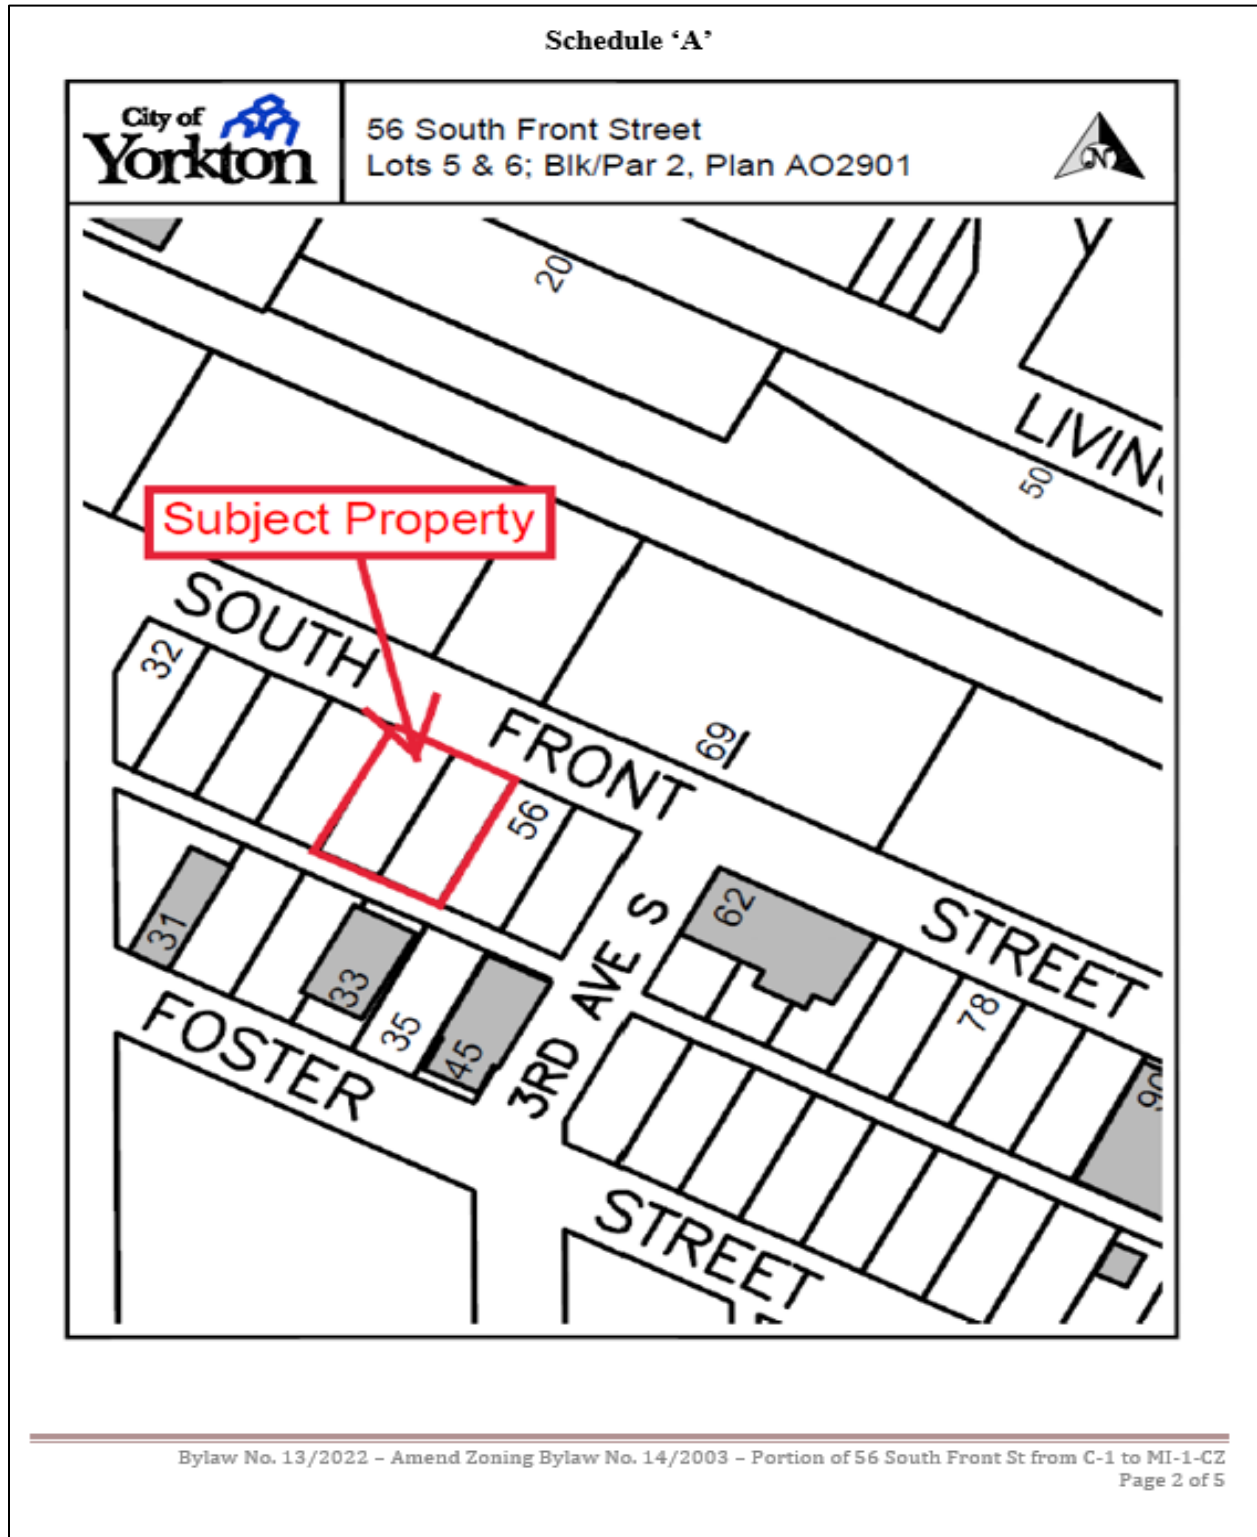 Schedule ‘A’
City of
Yorkton
56 South Front Street
Lots 5 & 6; Blk/Par 2, Plan AO2901
N
20
LIVIN
50
Subject Property
SOUTH
32
FRONT
69
56
62
STREET
31
33
35
45
3RD AVE S
78
90
FOSTER
STREET
Bylaw No. 13/2022 – Amend Zoning Bylaw No. 14/2003 – Portion of 56 South Front St from C-1 to MI-1-CZ
Page 2 of 5